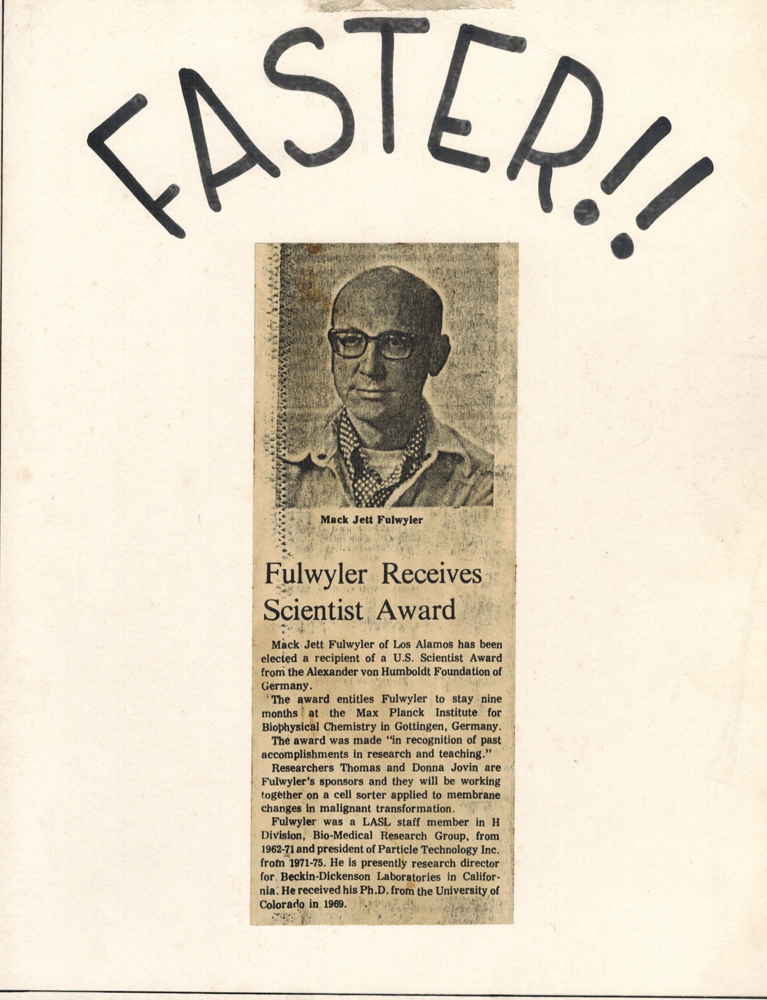 FASTER!!
Mack Jett Fulwyler
Fulwyler Receives
Scientist Award
Mack Jett Fulwyler of Los Alamos has been
elected a recipient of a U.S. Scientist Award
from the Alexander von Humboldt Foundation of
Germany.
The award entitles Fulwyler to stay nine
months at the Max Planck Institute for
Biophysical Chemistry in Gottingen, Germany.
The award was made “in recognition of past
accomplishments in research and teaching.”
Researchers Thomas and Donna Jovin are
Fulwyler's sponsors and they will be working
together on a cell sorter applied to membrane
changes in malignant transformation.
Fulwyler was a LASL staff member in H
Division, Bio-Medical Research Group, from
1962-71 and president of Particle Technology Inc.
from 1971-75. He is presently research director
for Beckin-Dickenson Laboratories in Califor-
nia. He received his Ph.D. from the University of
Colorado in 1969.